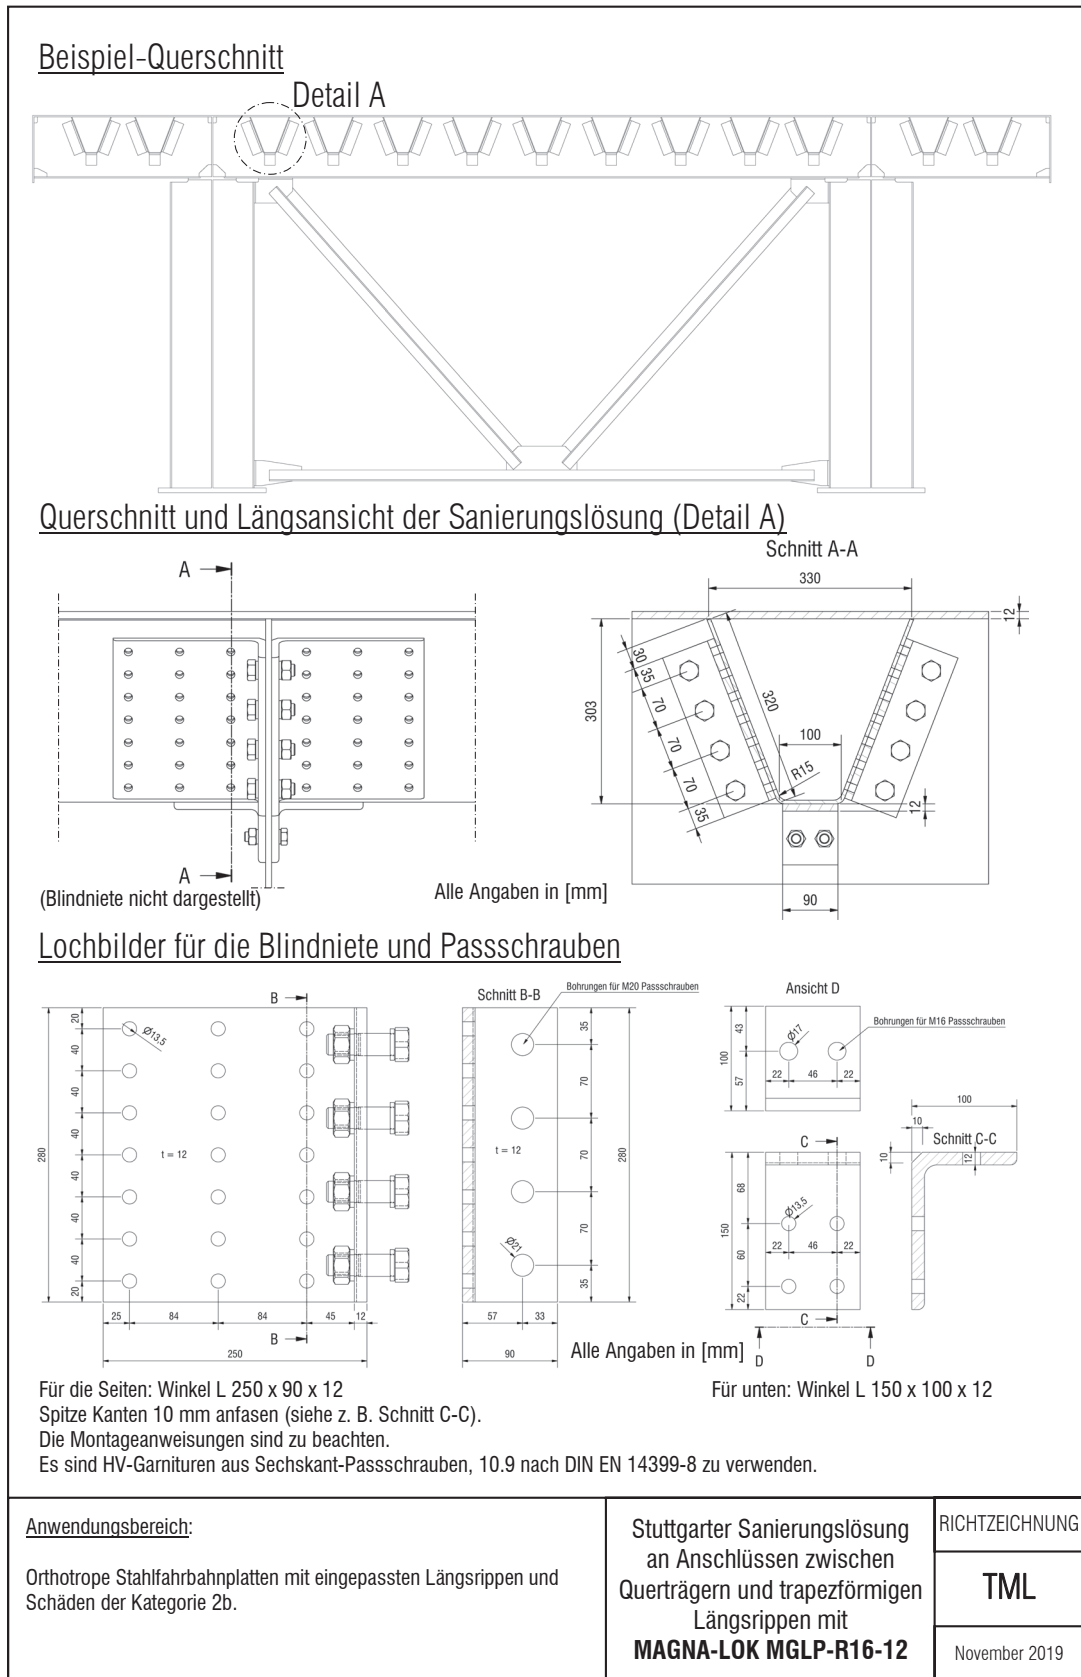 Beispiel-Querschnitt
Detail A
Querschnitt und Längsansicht der Sanierungslösung (Detail A)
Schnitt A-A
A
A
(Blindniete nicht dargestellt)
Alle Angaben in [mm]
330
12
303
30
35
70
70
70
35
320
100
R15
12
90
Lochbilder für die Blindniete und Passschrauben
B
B
280
20
40
40
40
40
40
40
20
Ø13,5
t = 12
25
84
84
45
12
250
Schnitt B-B
Bohrungen für M20 Passschrauben
t = 12
Ø21
35
70
70
70
35
280
57
33
90
Alle Angaben in [mm]
Ansicht D
Bohrungen für M16 Passschrauben
Ø17
100
43
57
22
46
22
C
C
150
68
60
22
Ø13,5
22
46
22
D
D
Schnitt C-C
100
10
10
12
Für die Seiten: Winkel L 250 x 90 x 12
Für unten: Winkel L 150 x 100 x 12
Spitze Kanten 10 mm anfasen (siehe z. B. Schnitt C-C).
Die Montageanweisungen sind zu beachten.
Es sind HV-Garnituren aus Sechskant-Passschrauben, 10.9 nach DIN EN 14399-8 zu verwenden.
Anwendungsbereich:
Orthotrope Stahlfahrbahnplatten mit eingepassten Längsrippen und
Schäden der Kategorie 2b.
Stuttgarter Sanierungslösung
an Anschlüssen zwischen
Querträgern und trapezförmigen
Längsrippen mit
MAGNA-LOK MGLP-R16-12
RICHTZEICHNUNG
TML
November 2019